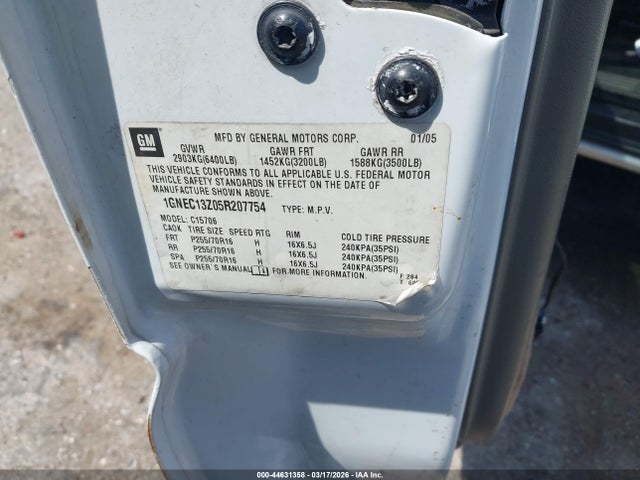 GM
MFD BY GENERAL MOTORS CORP. 01/05
GVWR GAWR FRT GAWR RR
2903KG(6400LB) 1452KG(3200LB) 1588KG(3500LB)
THIS VEHICLE CONFORMS TO ALL APPLICABLE U.S. FEDERAL MOTOR
VEHICLE SAFETY STANDARDS IN EFFECT ON THE DATE OF
MANUFACTURE SHOWN ABOVE.
1GNEC13Z05R207754 TYPE: M.P.V.
MODEL: C15706
CAOK TIRE SIZE SPEED RTG RIM COLD TIRE PRESSURE
FRT P255/70R16 H 16X6.5J 240KPA(35PSI)
RR P255/70R16 H 16X6.5J 240KPA(35PSI)
SPA P255/70R16 H 16X6.5J 240KPA(35PSI)
SEE OWNER'S MANUAL FOR MORE INFORMATION.
F 284
T
000-44631358 | 03/17/2026 | IAA Inc.